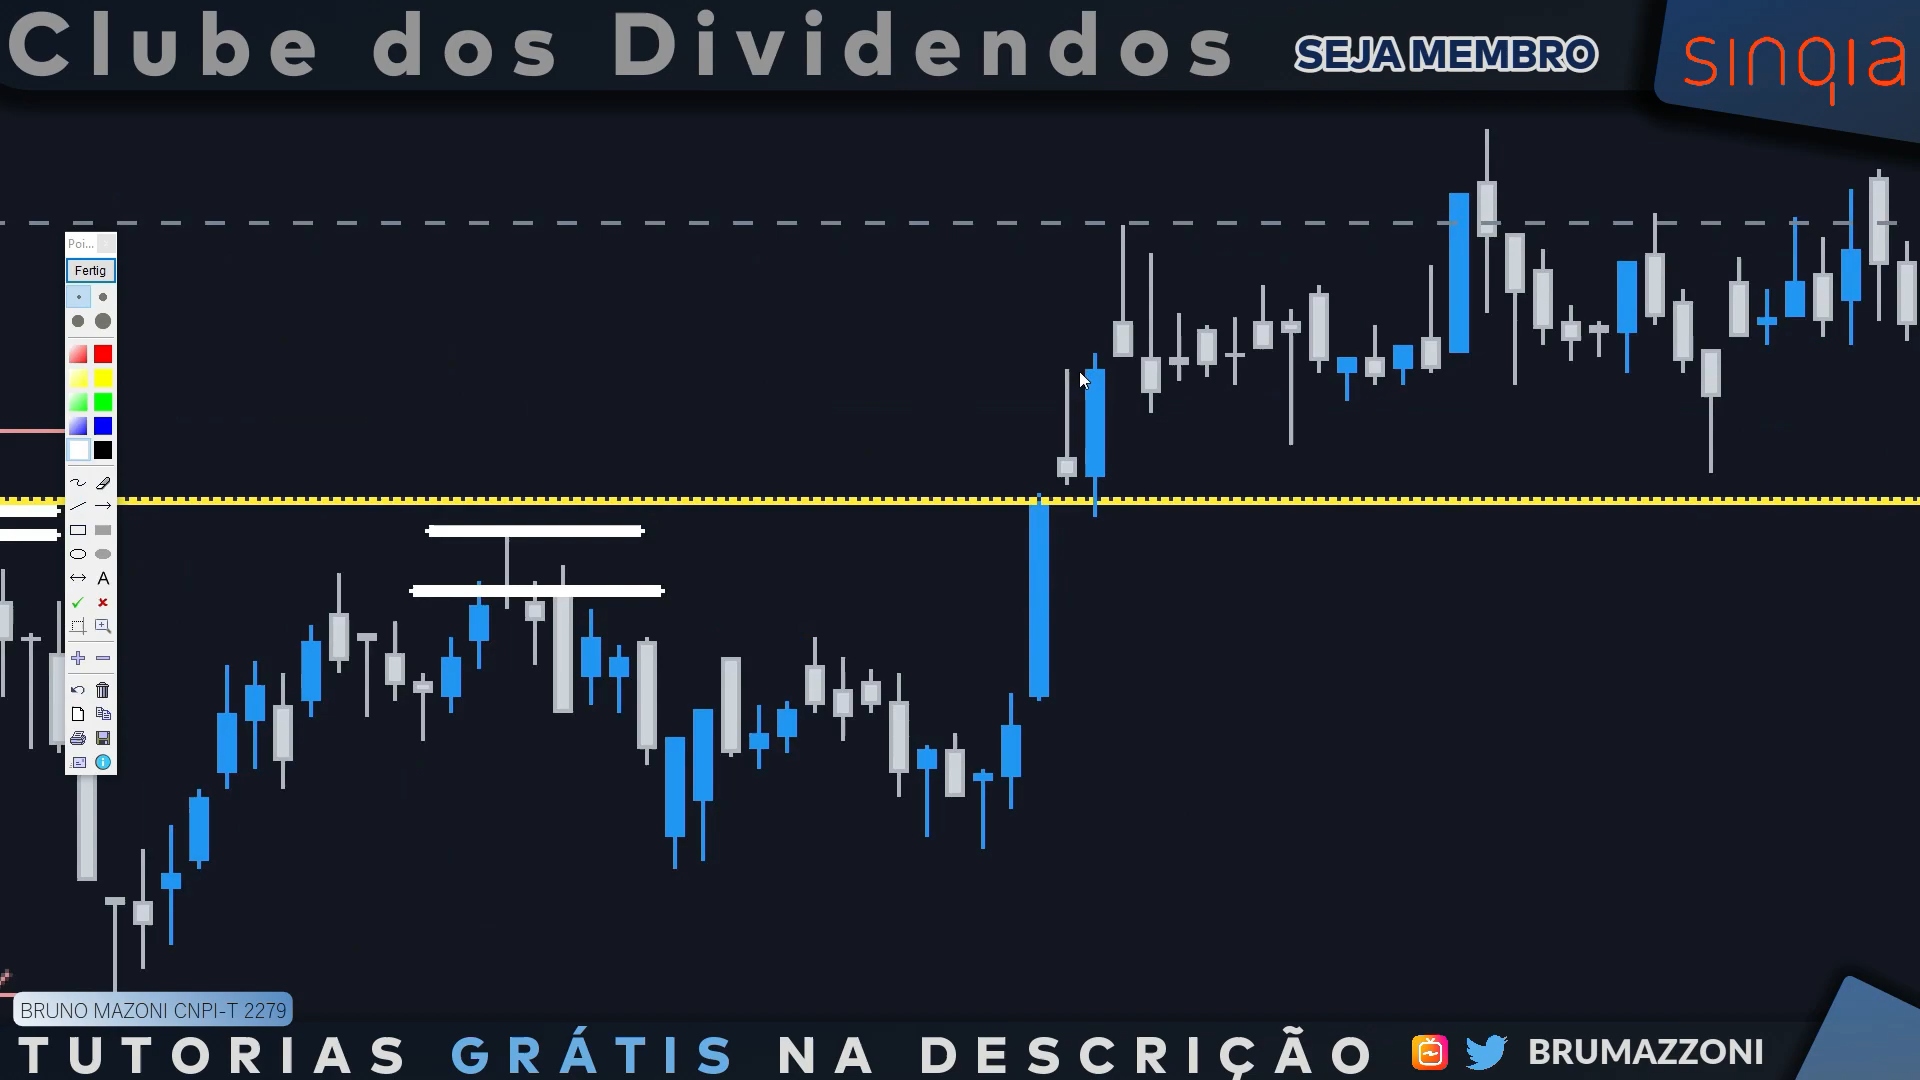 Clube dos Dividendos
SEJA MEMBRO
sinqia
Poi...
Fertig
A
BRUNO MAZONI CNPI-T 2279
TUTORIAS GRÁTIS NA DESCRIÇÃO
BRUMAZZONI